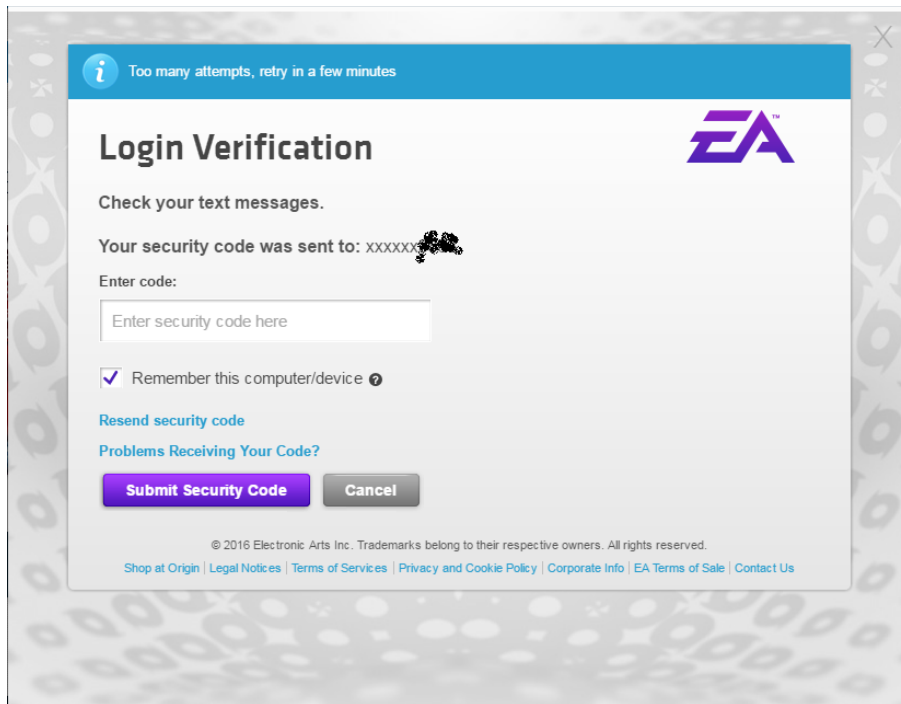 X
Too many attempts, retry in a few minutes
EA™
Login Verification
Check your text messages.
Your security code was sent to: xxxxxx
Enter code:
Enter security code here
Remember this computer/device ?
Resend security code
Problems Receiving Your Code?
Submit Security Code Cancel
© 2016 Electronic Arts Inc. Trademarks belong to their respective owners. All rights reserved.
Shop at Origin | Legal Notices | Terms of Services | Privacy and Cookie Policy | Corporate Info | EA Terms of Sale | Contact Us